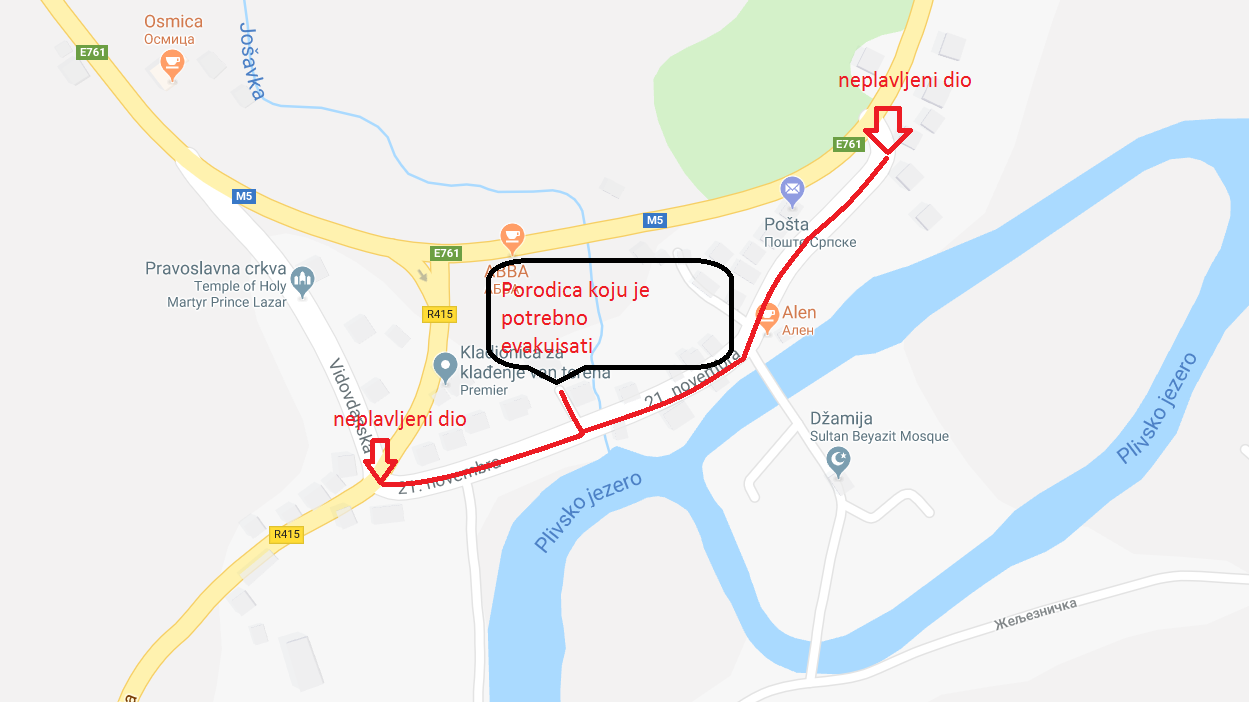 Osmica
Осмица
E761
Jošavka
neplavljeni dio
E761
M5
Pošta
Поште Српске
M5
E761
Pravoslavna crkva
Temple of Holy
Martyr Prince Lazar
ABBA
АББА
Porodica koju je
potrebno
evakuisati
R415
Alen
Ален
Kladionica za
klađenje van terena
Premier
Vidovdanska
21. novembra
neplavljeni dio
Džamija
Sultan Beyazit Mosque
Plivsko jezero
21. novembra
Plivsko jezero
R415
Жељезничка